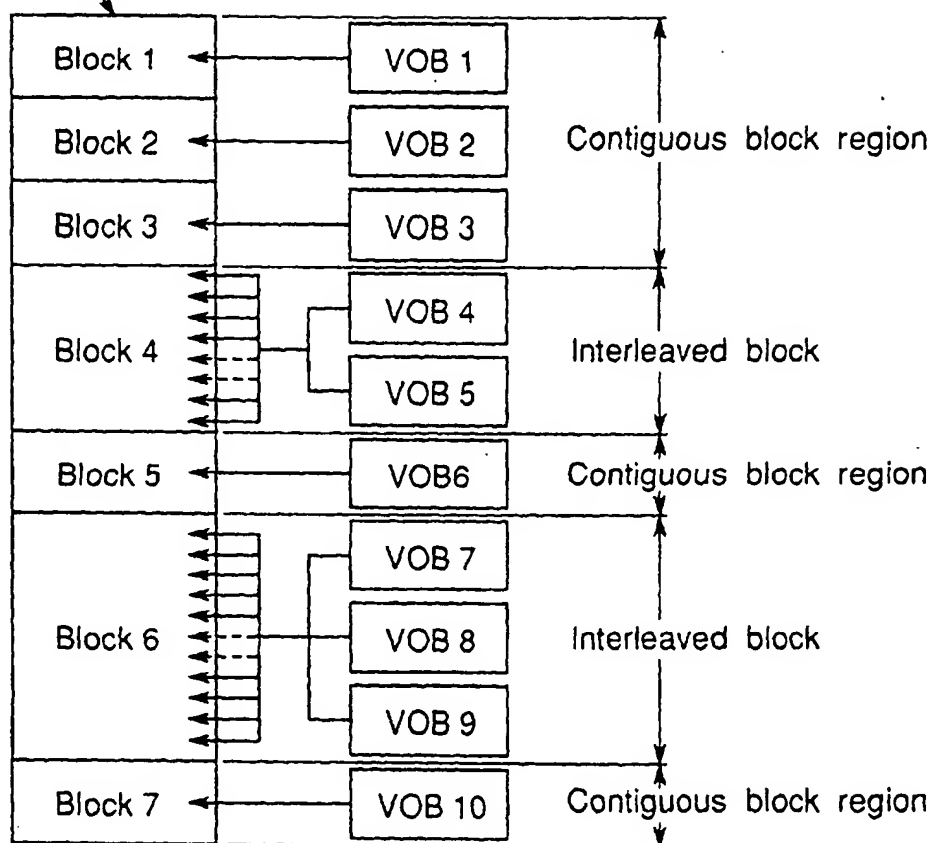 Block 1
VOB 1
Block 2
VOB 2
Contiguous block region
Block 3
VOB 3
VOB 4
Block 4
Interleaved block
VOB 5
Block 5
VOB6
Contiguous block region
VOB 7
Block 6
VOB 8
Interleaved block
VOB 9
Block 7
VOB 10
Contiguous block region